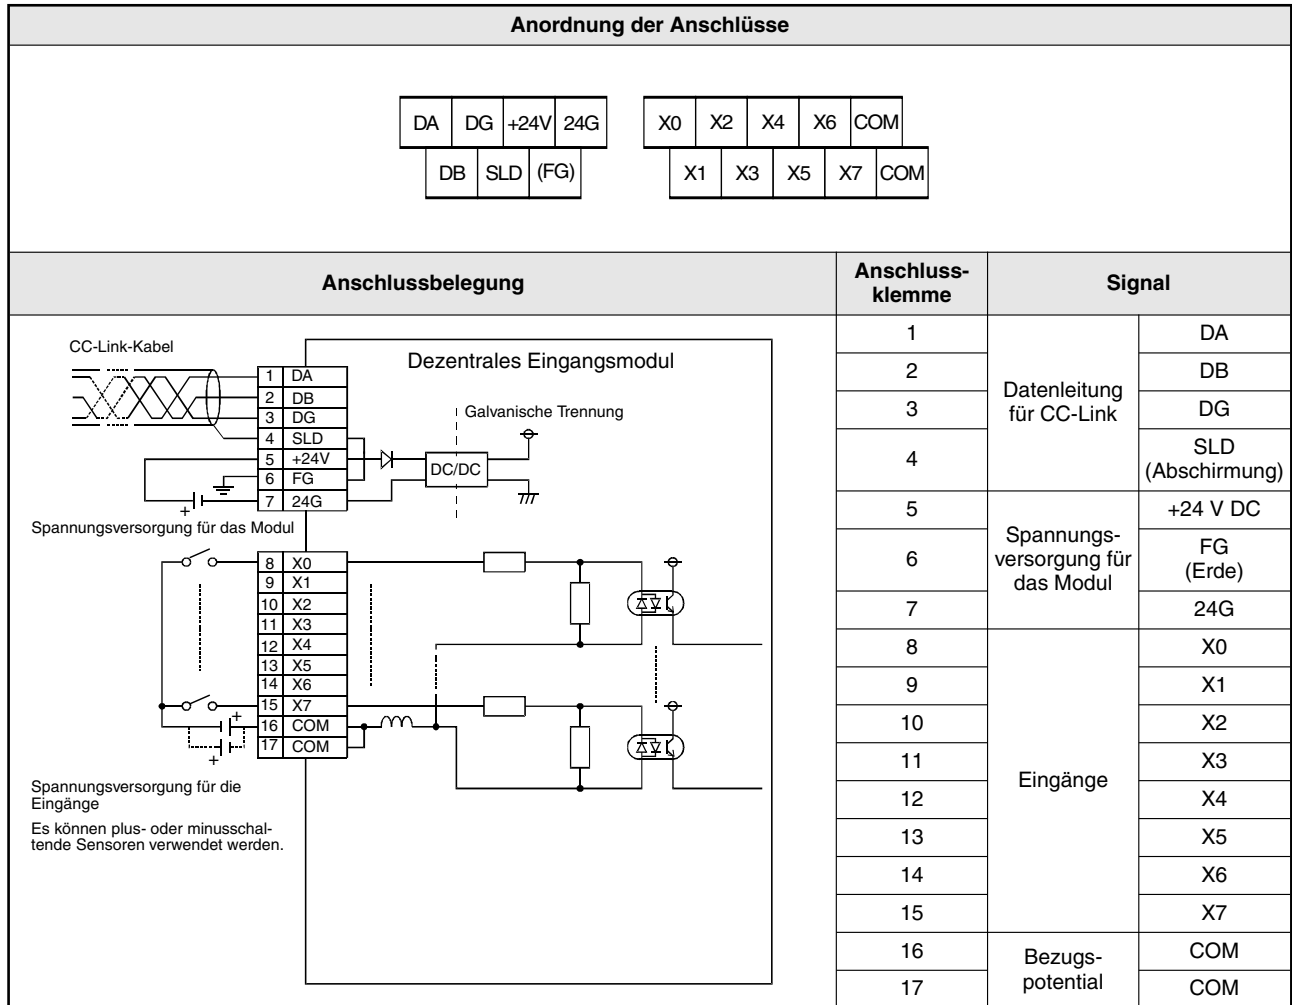 Anordnung der Anschlüsse
DA DG +24V 24G X0 X2 X4 X6 COM
DB SLD (FG) X1 X3 X5 X7 COM
Anschlussbelegung
Anschluss-
klemme
Signal
CC-Link-Kabel
Dezentrales Eingangsmodul
1 DA
2 DB
3 DG
4 SLD
5 +24V
6 FG
7 24G
Galvanische Trennung
DC/DC
+
Spannungsversorgung für das Modul
8 X0
9 X1
10 X2
11 X3
12 X4
13 X5
14 X6
15 X7
16 COM
17 COM
+
+
Spannungsversorgung für die
Eingänge
Es können plus- oder minusschal-
tende Sensoren verwendet werden.
1 DA
2 DB
Datenleitung
für CC-Link
3 DG
4 SLD
(Abschirmung)
5 +24 V DC
Spannungs-
versorgung für
das Modul
6 FG
(Erde)
7 24G
8 X0
9 X1
10 X2
11 X3
Eingänge
12 X4
13 X5
14 X6
15 X7
16 COM
Bezugs-
potential
17 COM